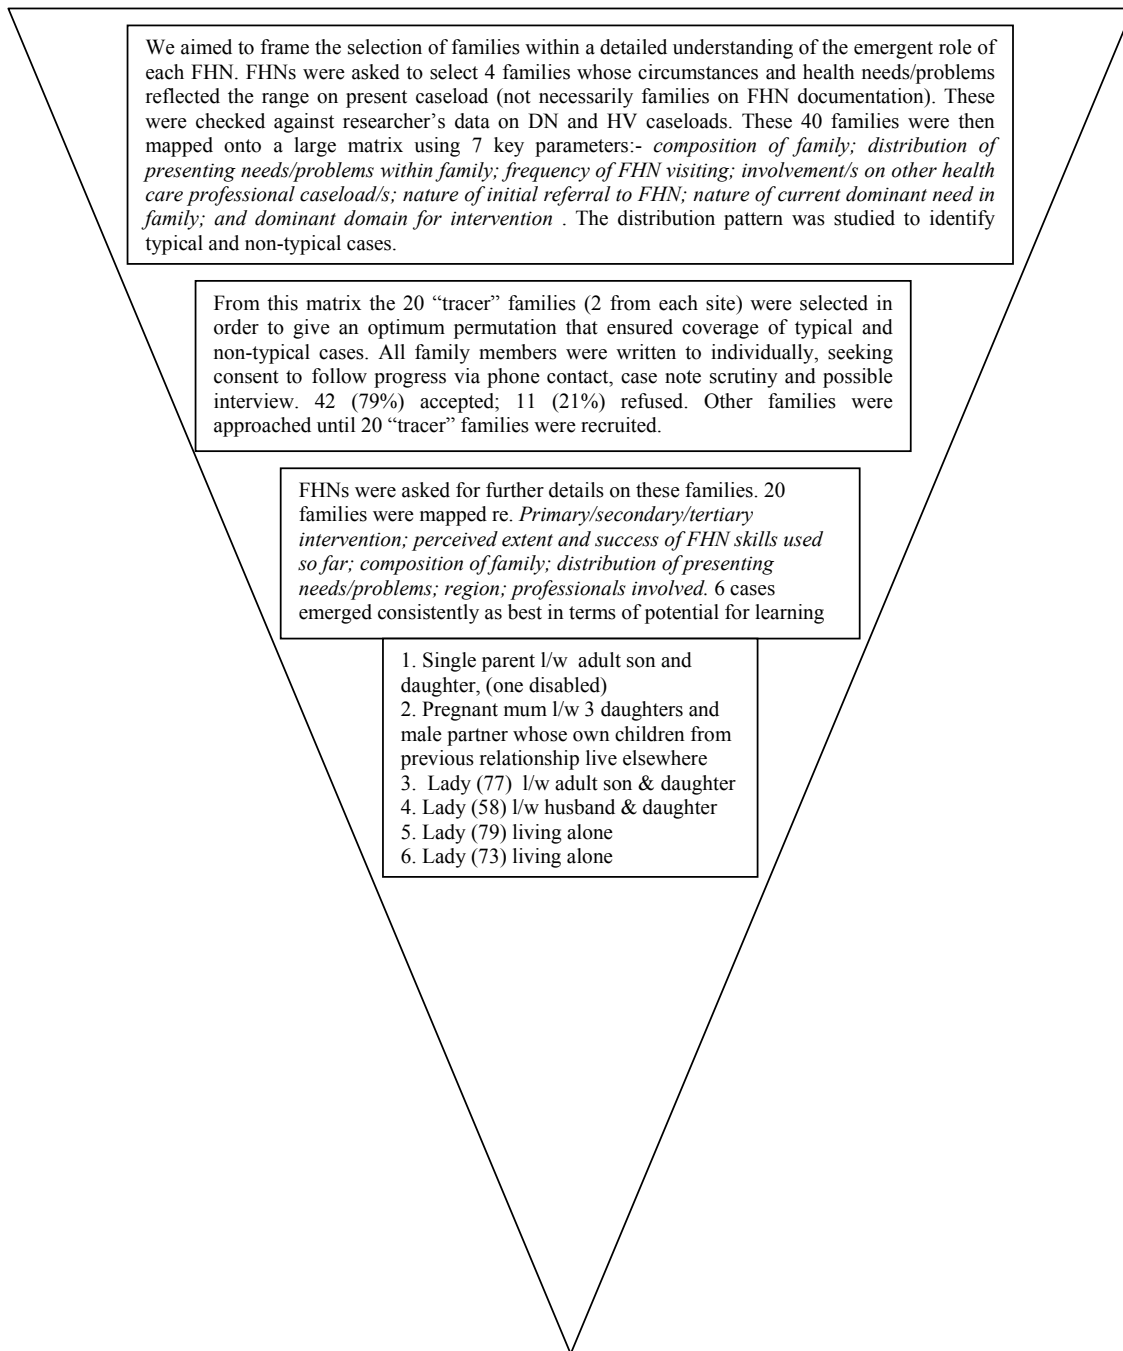 We aimed to frame the selection of families within a detailed understanding of the emergent role of
each FHN. FHNs were asked to select 4 families whose circumstances and health needs/problems
reflected the range on present caseload (not necessarily families on FHN documentation). These
were checked against researcher's data on DN and HV caseloads. These 40 families were then
mapped onto a large matrix using 7 key parameters:- composition of family; distribution of
presenting needs/problems within family; frequency of FHN visiting; involvement/s on other health
care professional caseload/s; nature of initial referral to FHN; nature of current dominant need in
family; and dominant domain for intervention . The distribution pattern was studied to identify
typical and non-typical cases.
From this matrix the 20 "tracer" families (2 from each site) were selected in
order to give an optimum permutation that ensured coverage of typical and
non-typical cases. All family members were written to individually, seeking
consent to follow progress via phone contact, case note scrutiny and possible
interview. 42 (79%) accepted; 11 (21%) refused. Other families were
approached until 20 "tracer" families were recruited.
FHNs were asked for further details on these families. 20
families were mapped re. Primary/secondary/tertiary
intervention; perceived extent and success of FHN skills used
so far; composition of family; distribution of presenting
needs/problems; region; professionals involved. 6 cases
emerged consistently as best in terms of potential for learning
1. Single parent l/w adult son and
daughter, (one disabled)
2. Pregnant mum l/w 3 daughters and
male partner whose own children from
previous relationship live elsewhere
3. Lady (77) l/w adult son & daughter
4. Lady (58) l/w husband & daughter
5. Lady (79) living alone
6. Lady (73) living alone